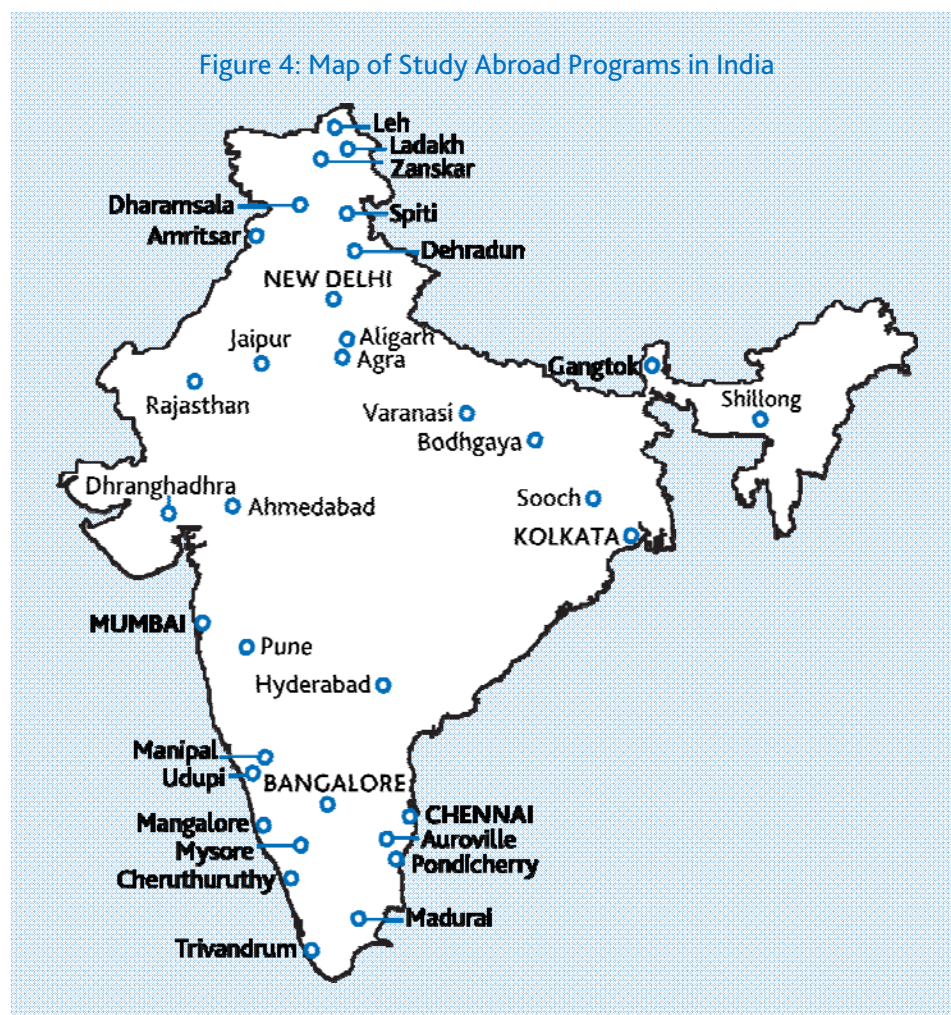 Figure 4: Map of Study Abroad Programs in India
Leh
Ladakh
Zanskar
Dharamsala
Spiti
Amritsar
Dehradun
NEW DELHI
Jaipur
Aligarh
Agra
Gangtok
Rajasthan
Varanasi
Shillong
Bodhgaya
Dhranghadhra
Ahmedabad
Sooch
KOLKATA
MUMBAI
Pune
Hyderabad
Manipal
Udupi
BANGALORE
CHENNAI
Mangalore
Auroville
Mysore
Pondicherry
Cheruthuruthy
Madurai
Trivandrum